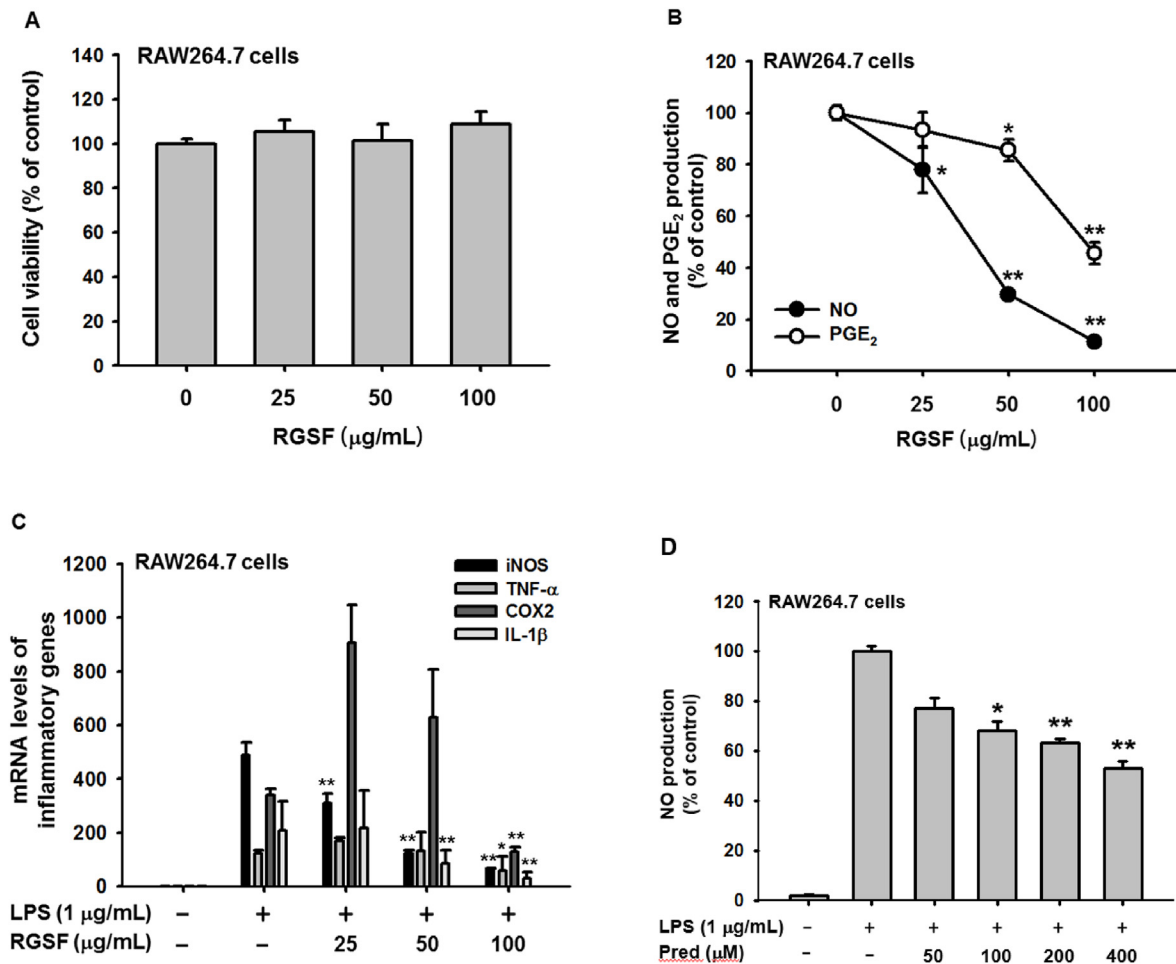 A
RAW264.7 cells
140
120
100
80
60
40
20
0
Cell viability (% of control)
0 25 50 100
RGSF (μg/mL)
B
RAW264.7 cells
120
100
80
60
40
20
0
NO and PGE2 production
(% of control)
*
*
**
**
**
NO
PGE2
0 25 50 100
RGSF (μg/mL)
C
RAW264.7 cells
1200
1000
800
600
400
200
0
mRNA levels of
inflammatory genes
iNOS
TNF-α
COX2
IL-1β
**
** **
** * ** **
LPS (1 μg/mL) – + + + +
RGSF (μg/mL) – – 25 50 100
D
RAW264.7 cells
120
100
80
60
40
20
0
NO production
(% of control)
* ** **
LPS (1 μg/mL) – + + + + +
Pred (μM) – – 50 100 200 400